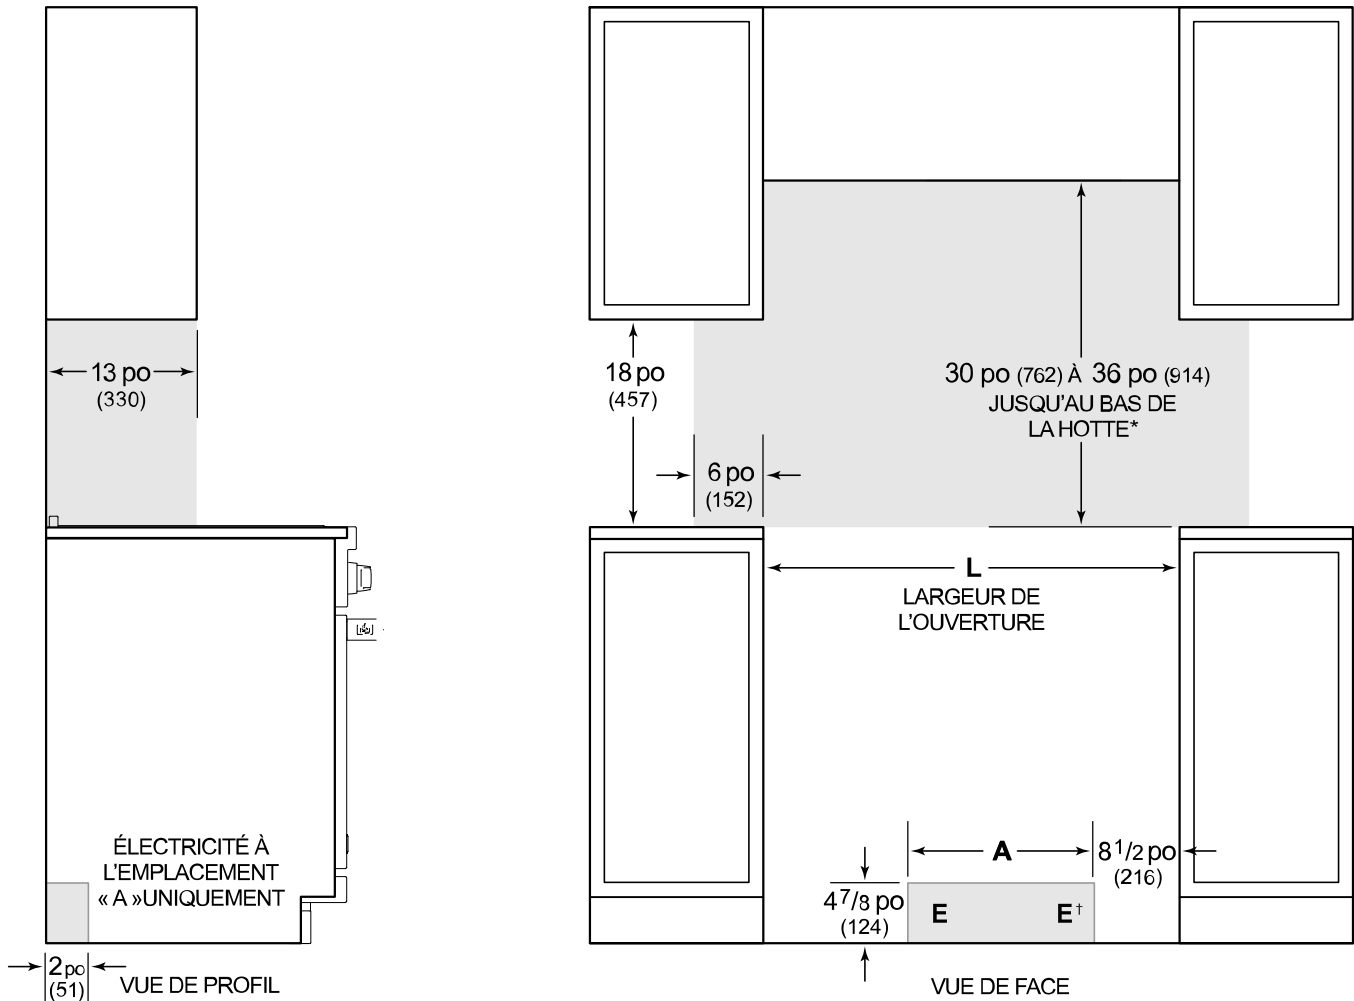 13 po
(330)
ÉLECTRICITÉ À
L'EMPLACEMENT
« A »UNIQUEMENT
2 po
(51)
VUE DE PROFIL
18 po
(457)
30 po (762) À 36 po (914)
JUSQU'AU BAS DE
LA HOTTE*
6 po
(152)
L
LARGEUR DE
L'OUVERTURE
A
8 1/2 po
(216)
4 7/8 po
(124)
E E†
VUE DE FACE